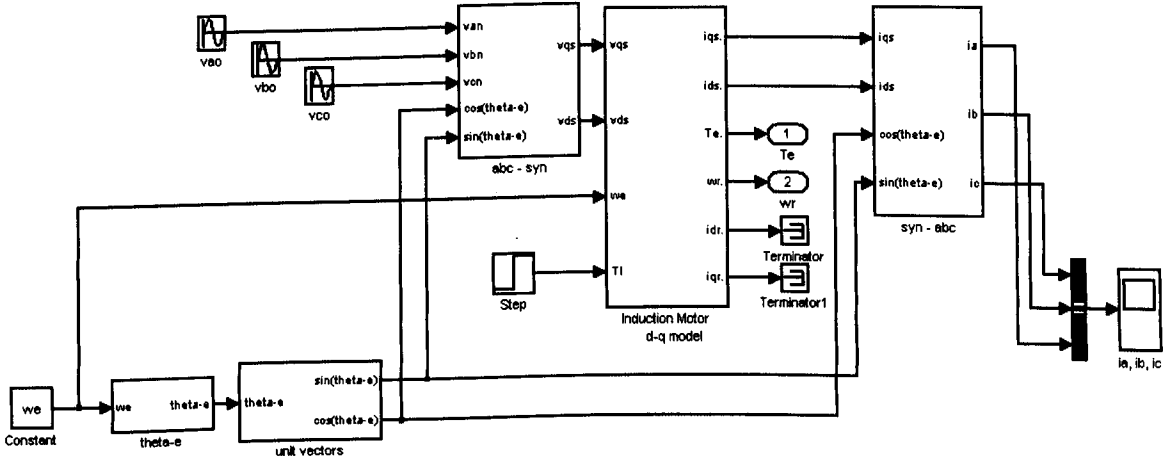 vao
vbo
vco
van
vbn
vcn
cos(theta-e)
sin(theta-e)
vqs
vds
abc - syn
vqs
vds
we
Tl
iqs.
ids.
Te.
wr.
idr.
iqr.
Induction Motor
d-q model
1
Te
2
wr
Terminator
Terminator1
Step
iqs
ids
cos(theta-e)
sin(theta-e)
ia
ib
ic
syn - abc
ia, ib, ic
we
Constant
we
theta-e
theta-e
theta-e
sin(theta-e)
cos(theta-e)
unit vectors